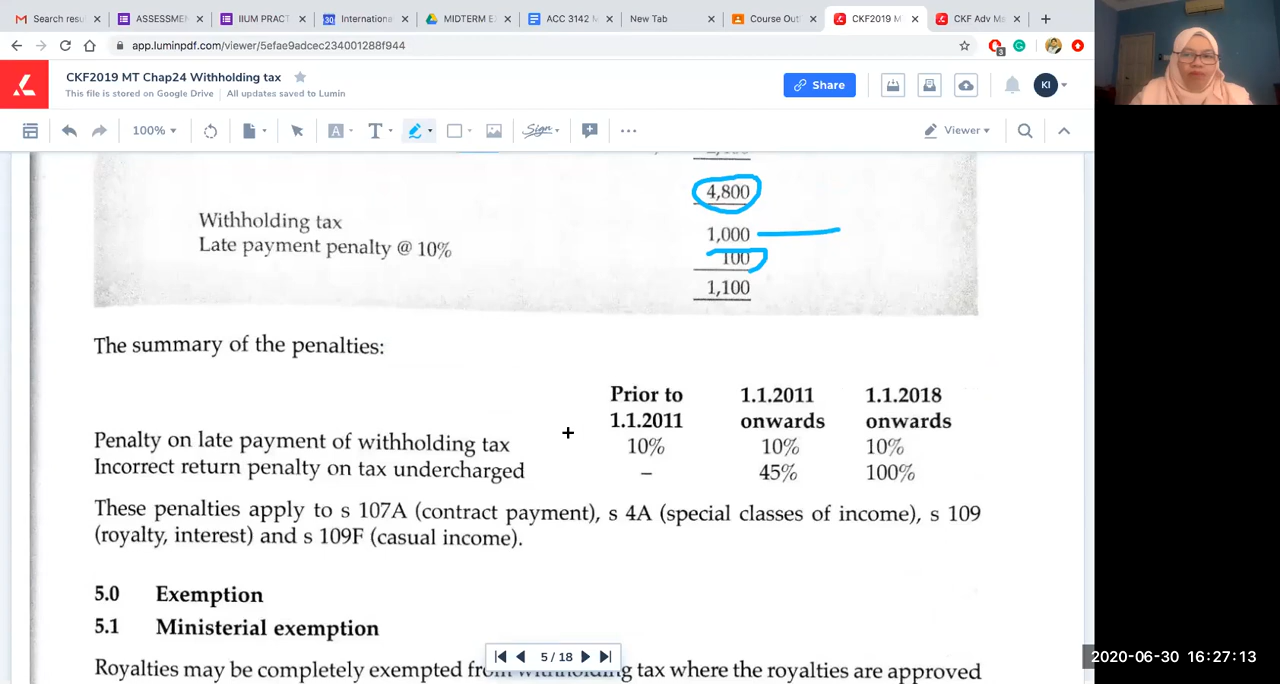 Search resu
ASSESSMEN
IIUM PRACT
30 Internationa
MIDTERM E
ACC 3142 M
New Tab
Course Out
CKF2019 M
CKF Adv Ma
app.luminpdf.com/viewer/5efae9adcec234001288f944
3
CKF2019 MT Chap24 Withholding tax
This file is stored on Google Drive
All updates saved to Lumin
Share
KI
100%
A
T
Sign
Viewer
4,800
Withholding tax 1,000
Late payment penalty @ 10% 100
1,100
The summary of the penalties:
Prior to 1.1.2011 1.1.2018
1.1.2011 onwards onwards
Penalty on late payment of withholding tax 10% 10% 10%
Incorrect return penalty on tax undercharged – 45% 100%
These penalties apply to s 107A (contract payment), s 4A (special classes of income), s 109
(royalty, interest) and s 109F (casual income).
5.0 Exemption
5.1 Ministerial exemption
5 / 18
Royalties may be completely exempted from withholding tax where the royalties are approved
2020-06-30 16:27:13